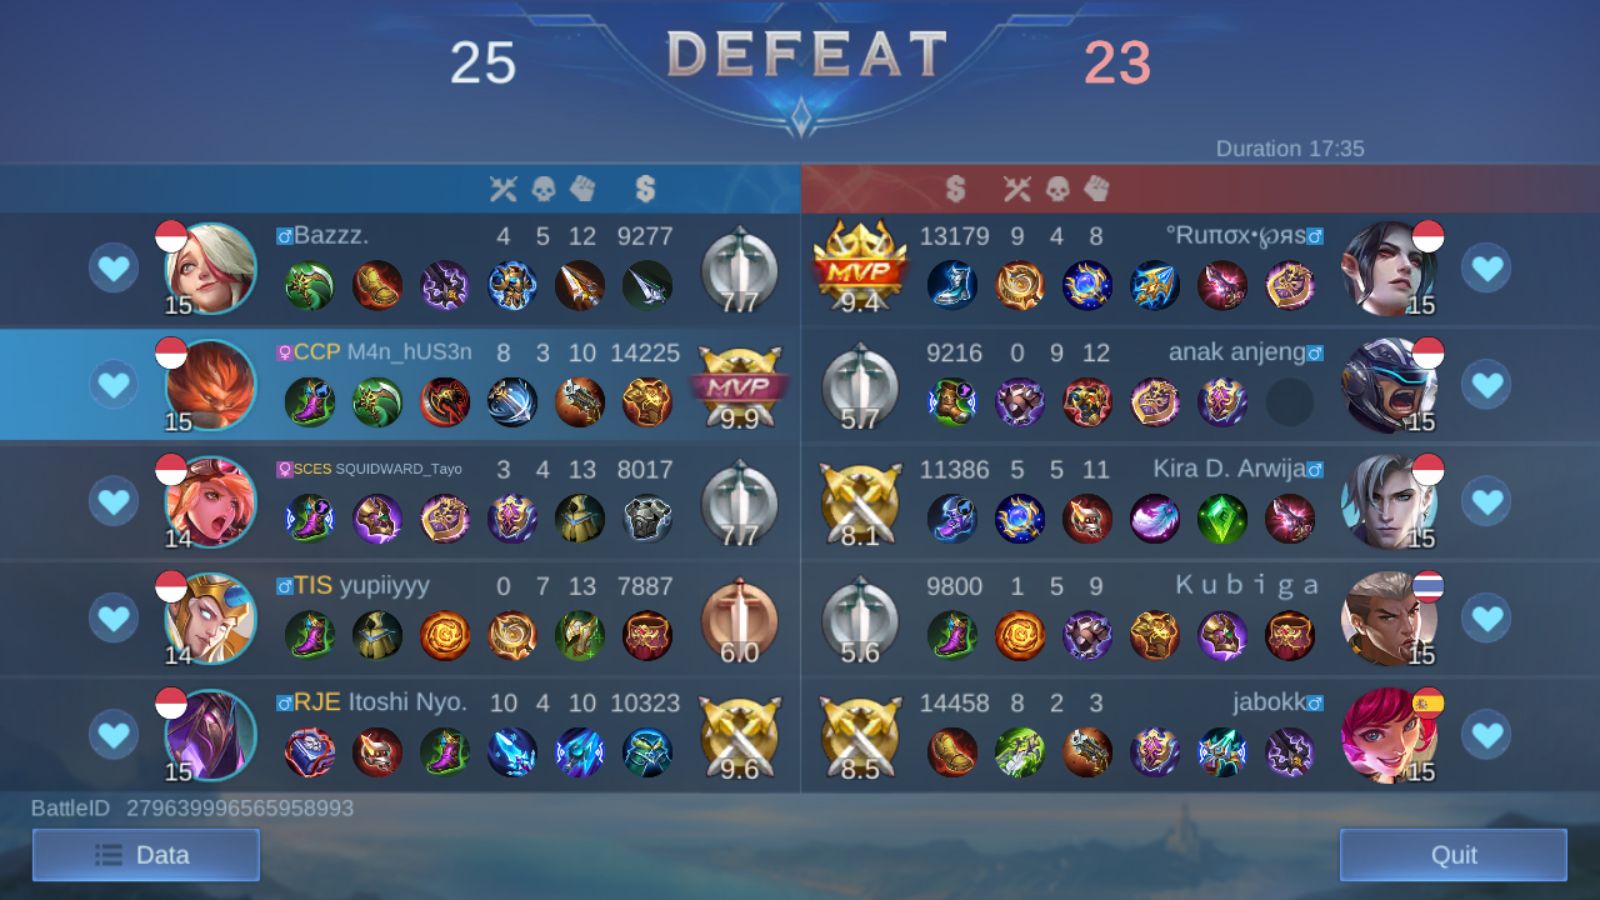 25 DEFEAT 23
Duration 17:35
Bazzz. 4 5 12 9277
15 7.7
MVP 13179 9 4 8 °Ruπσx•℘яs
9.4 15
CCP M4n_hUS3n 8 3 10 14225 MVP
15 9.9
9216 0 9 12 anak anjeng
5.7 15
SCES SQUIDWARD_Tayo 3 4 13 8017
14 7.7
11386 5 5 11 Kira D. Arwija
8.1 15
TIS yupiiyyy 0 7 13 7887
14 6.0
9800 1 5 9 K u b i g a
5.6 15
RJE Itoshi Nyo. 10 4 10 10323
15 9.6
14458 8 2 3 jabokk
8.5 15
BattleID 279639996565958993
Data
Quit